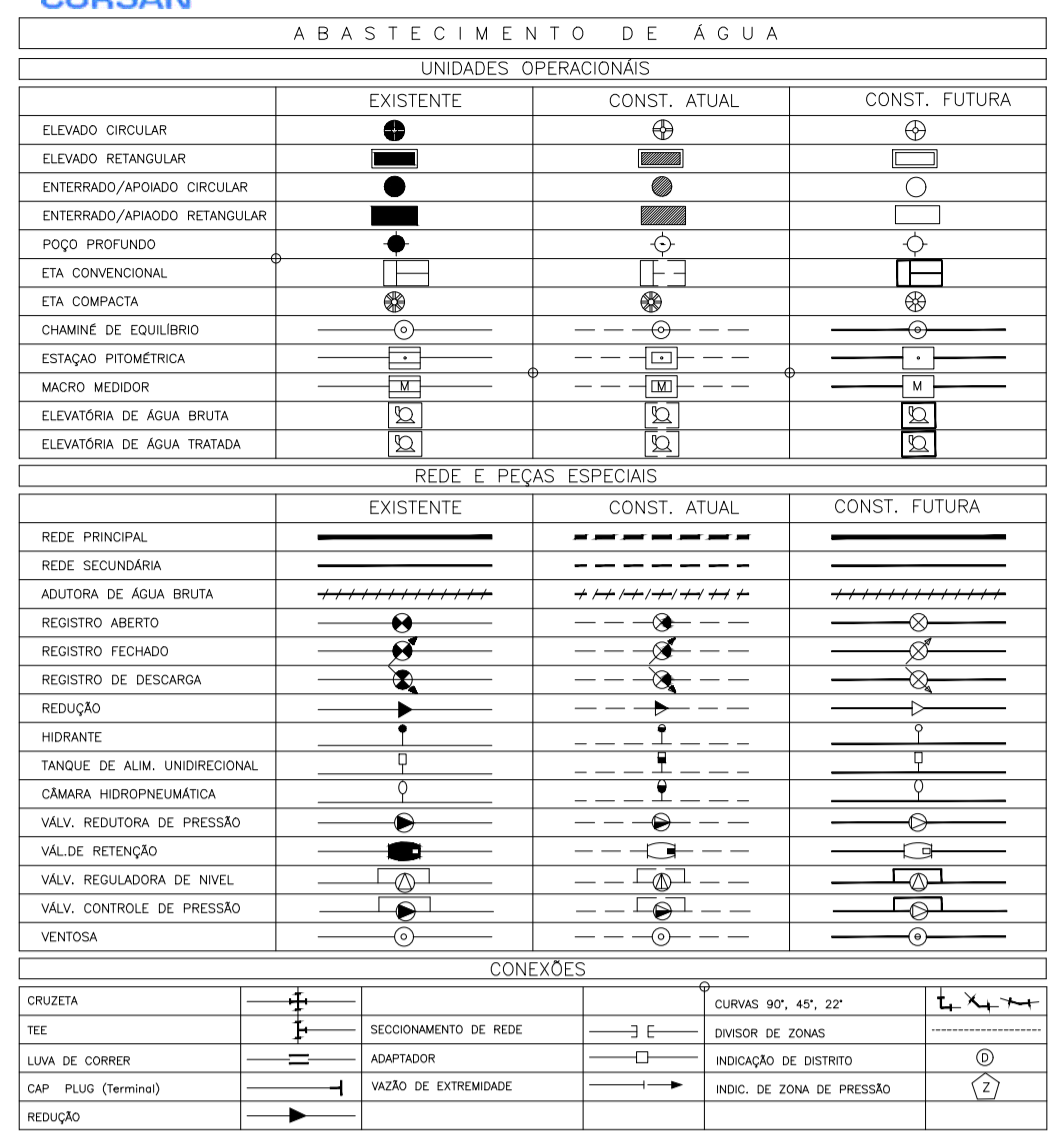 CORSAN
ABASTECIMENTO DE ÁGUA
UNIDADES OPERACIONÁIS
EXISTENTE CONST. ATUAL CONST. FUTURA
ELEVADO CIRCULAR
ELEVADO RETANGULAR
ENTERRADO/APOIADO CIRCULAR
ENTERRADO/APIAODO RETANGULAR
POÇO PROFUNDO
ETA CONVENCIONAL
ETA COMPACTA
CHAMINÉ DE EQUILÍBRIO
ESTAÇAO PITOMÉTRICA
MACRO MEDIDOR M M M
ELEVATÓRIA DE ÁGUA BRUTA
ELEVATÓRIA DE ÁGUA TRATADA
REDE E PEÇAS ESPECIAIS
EXISTENTE CONST. ATUAL CONST. FUTURA
REDE PRINCIPAL
REDE SECUNDÁRIA
ADUTORA DE ÁGUA BRUTA
REGISTRO ABERTO
REGISTRO FECHADO
REGISTRO DE DESCARGA
REDUÇÃO
HIDRANTE
TANQUE DE ALIM. UNIDIRECIONAL
CÂMARA HIDROPNEUMÁTICA
VÁLV. REDUTORA DE PRESSÃO
VÁL.DE RETENÇÃO
VÁLV. REGULADORA DE NIVEL
VÁLV. CONTROLE DE PRESSÃO
VENTOSA
CONEXÕES
CRUZETA CURVAS 90°, 45°, 22°
TEE SECCIONAMENTO DE REDE DIVISOR DE ZONAS
LUVA DE CORRER ADAPTADOR INDICAÇÃO DE DISTRITO D
CAP PLUG (Terminal) VAZÃO DE EXTREMIDADE INDIC. DE ZONA DE PRESSÃO Z
REDUÇÃO